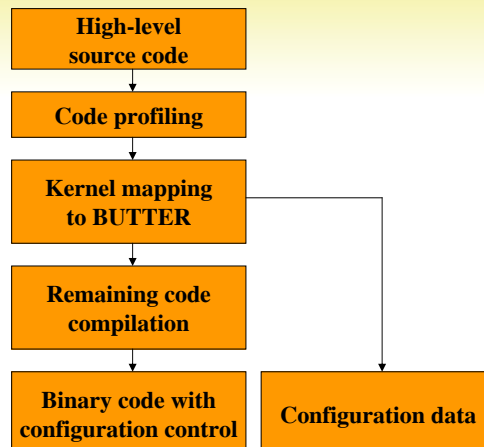 High-level
source code
Code profiling
Kernel mapping
to BUTTER
Remaining code
compilation
Binary code with
configuration control
Configuration data